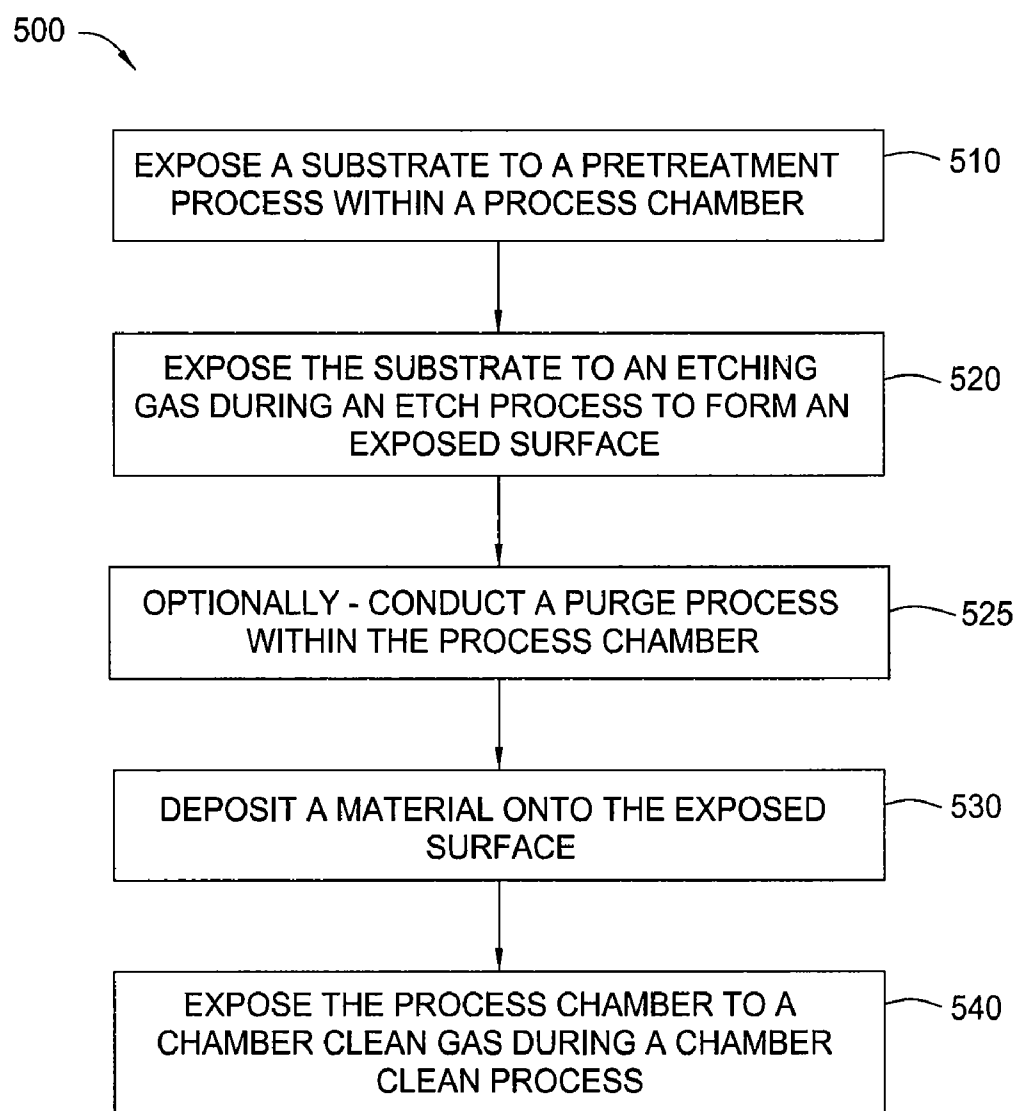 500
EXPOSE A SUBSTRATE TO A PRETREATMENT
PROCESS WITHIN A PROCESS CHAMBER
510
EXPOSE THE SUBSTRATE TO AN ETCHING
GAS DURING AN ETCH PROCESS TO FORM AN
EXPOSED SURFACE
520
OPTIONALLY - CONDUCT A PURGE PROCESS
WITHIN THE PROCESS CHAMBER
525
DEPOSIT A MATERIAL ONTO THE EXPOSED
SURFACE
530
EXPOSE THE PROCESS CHAMBER TO A
CHAMBER CLEAN GAS DURING A CHAMBER
CLEAN PROCESS
540